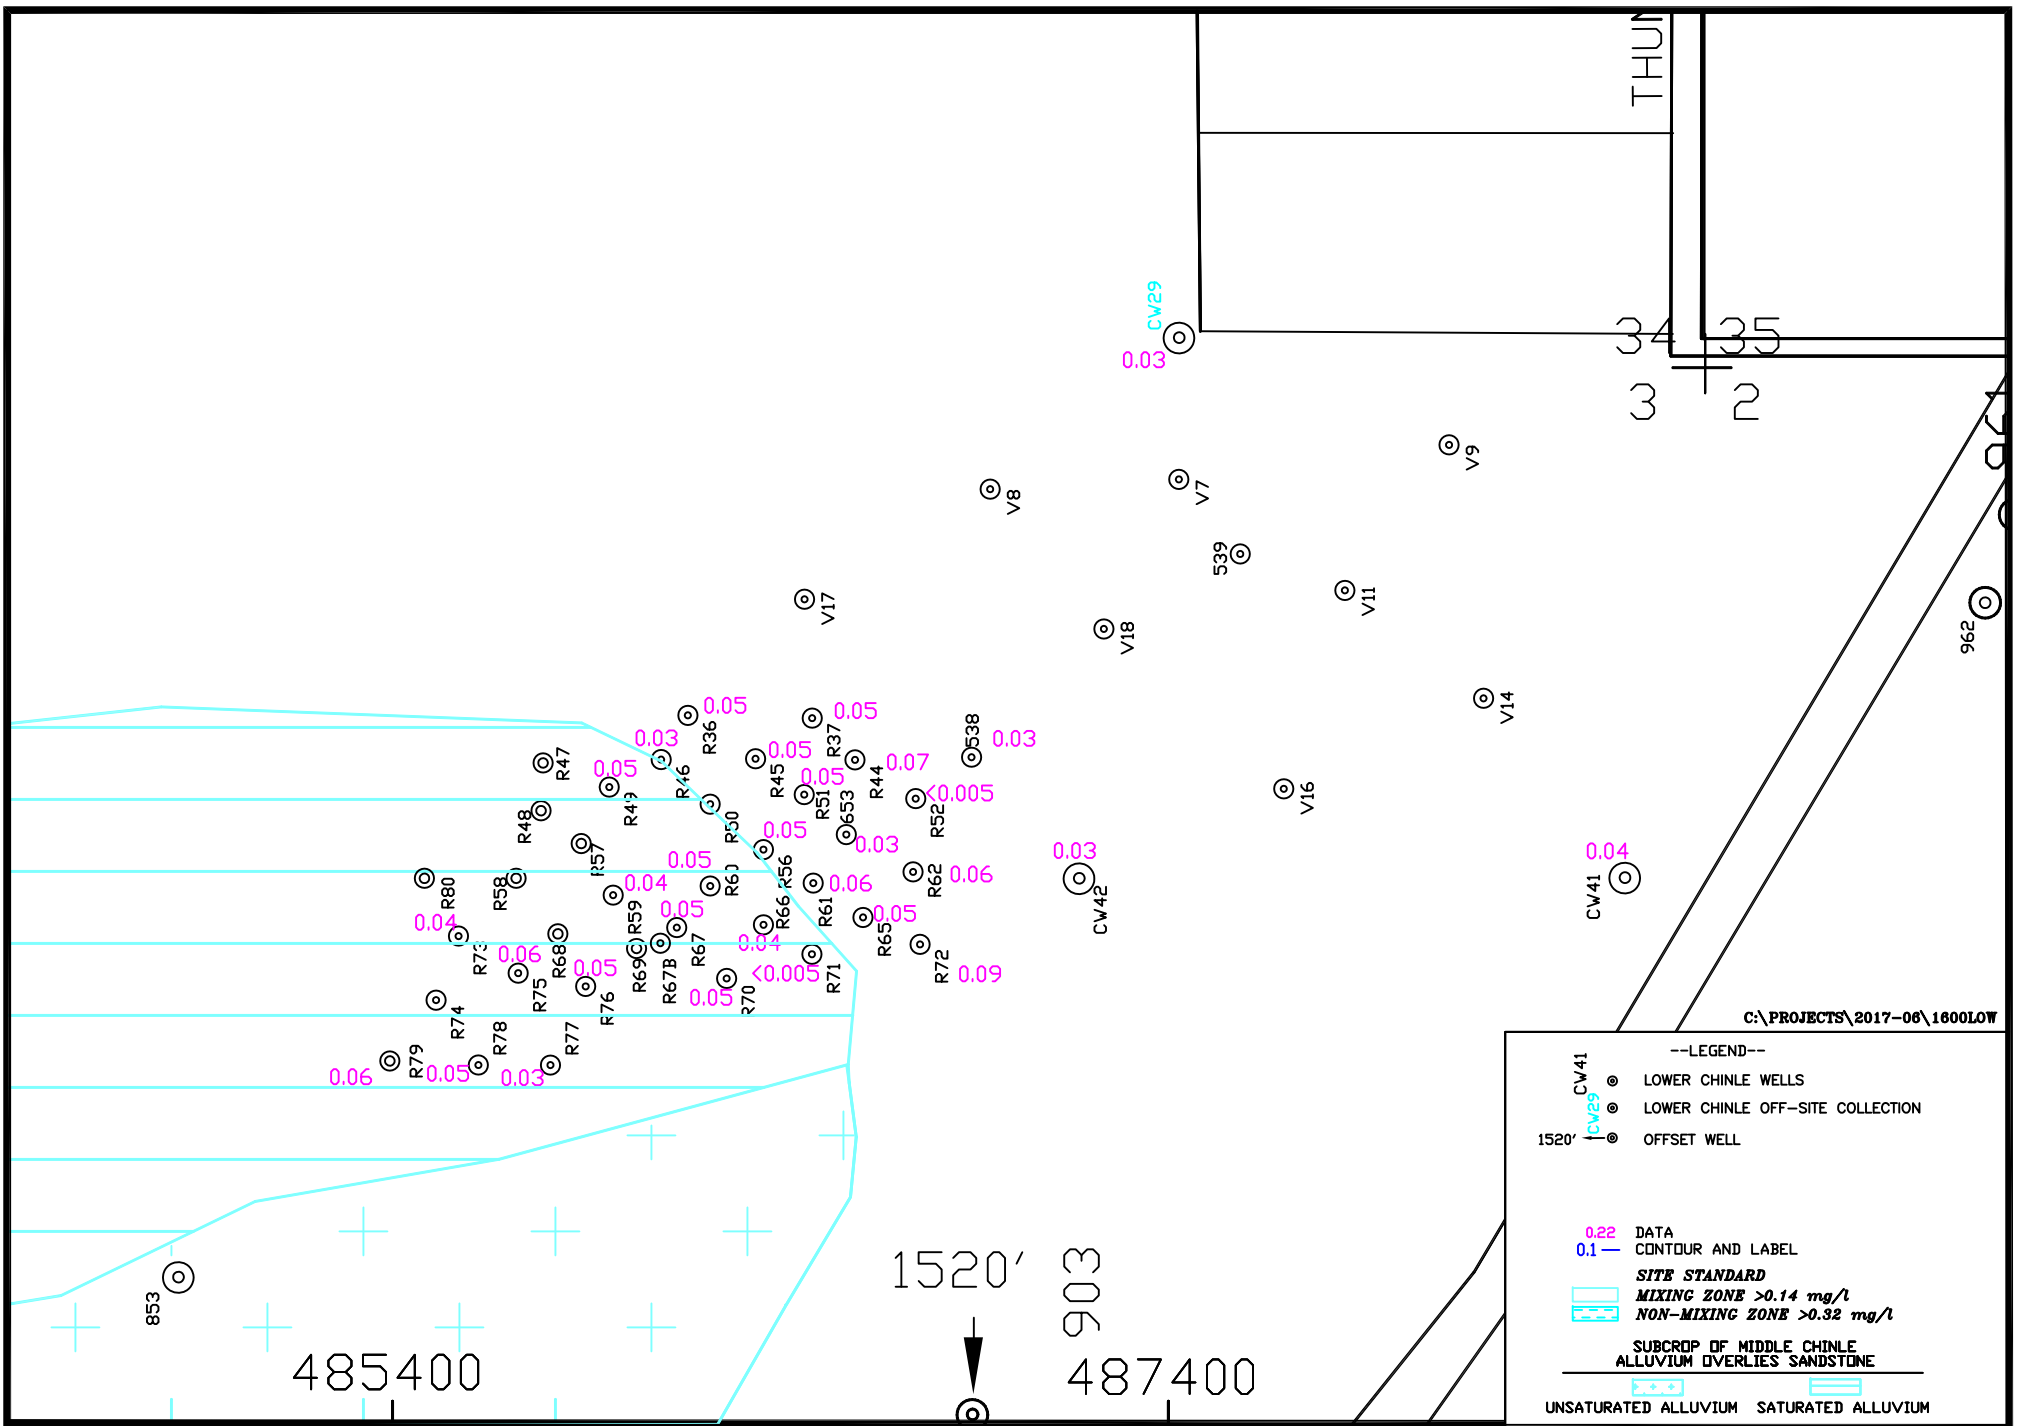 THUN
CW29
0.03
34 35
3 2
V9
V8
V7
539
V11
V17
V18
962
V14
0.05
R36
0.05
R37
538
0.03
0.03
R46
0.05
R45
0.07
R44
R47
0.05
R49
0.05
R51
653
<0.005
R52
V16
R48
R50
0.05
R56
0.03
R57
0.05
R60
0.03
CW42
0.04
CW41
R80
R58
0.04
R59
0.06
R61
R62
0.06
0.04
R73
R68
0.05
R67
R66
0.04
0.05
R65
R69
R67B
<0.005
R71
R72
0.09
0.06
R75
0.05
R76
0.05
R70
R74
R78
R77
R79
0.06
0.05
0.03
853
1520'
903
485400
487400
C:\PROJECTS\2017-06\1600LOW
--LEGEND--
CW41
LOWER CHINLE WELLS
CW29
LOWER CHINLE OFF-SITE COLLECTION
1520'
OFFSET WELL
0.22 DATA
0.1 CONTOUR AND LABEL
SITE STANDARD
MIXING ZONE >0.14 mg/l
NON-MIXING ZONE >0.32 mg/l
SUBCROP OF MIDDLE CHINLE
ALLUVIUM OVERLIES SANDSTONE
UNSATURATED ALLUVIUM SATURATED ALLUVIUM